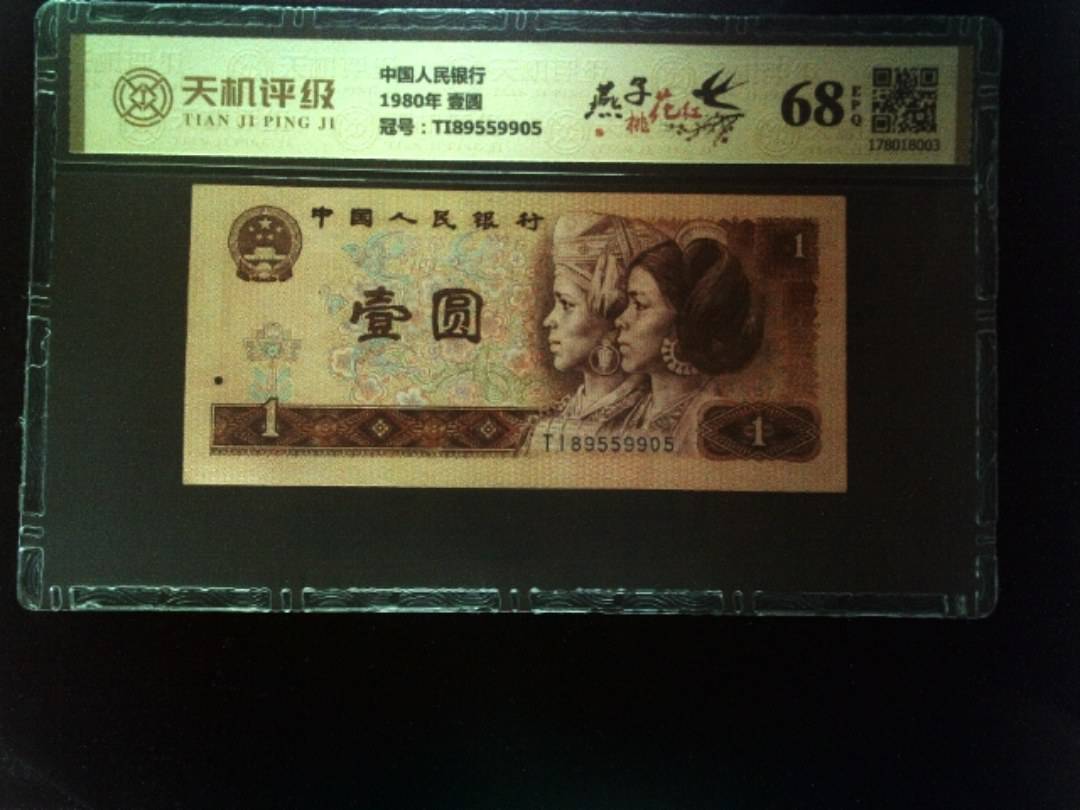 天机评级
TIAN JI PING JI
中国人民银行
1980年 壹圆
冠号：TI89559905
燕子
桃花红
68
EPQ
178018003
中国人民银行
1
壹圆
1
TI89559905
1